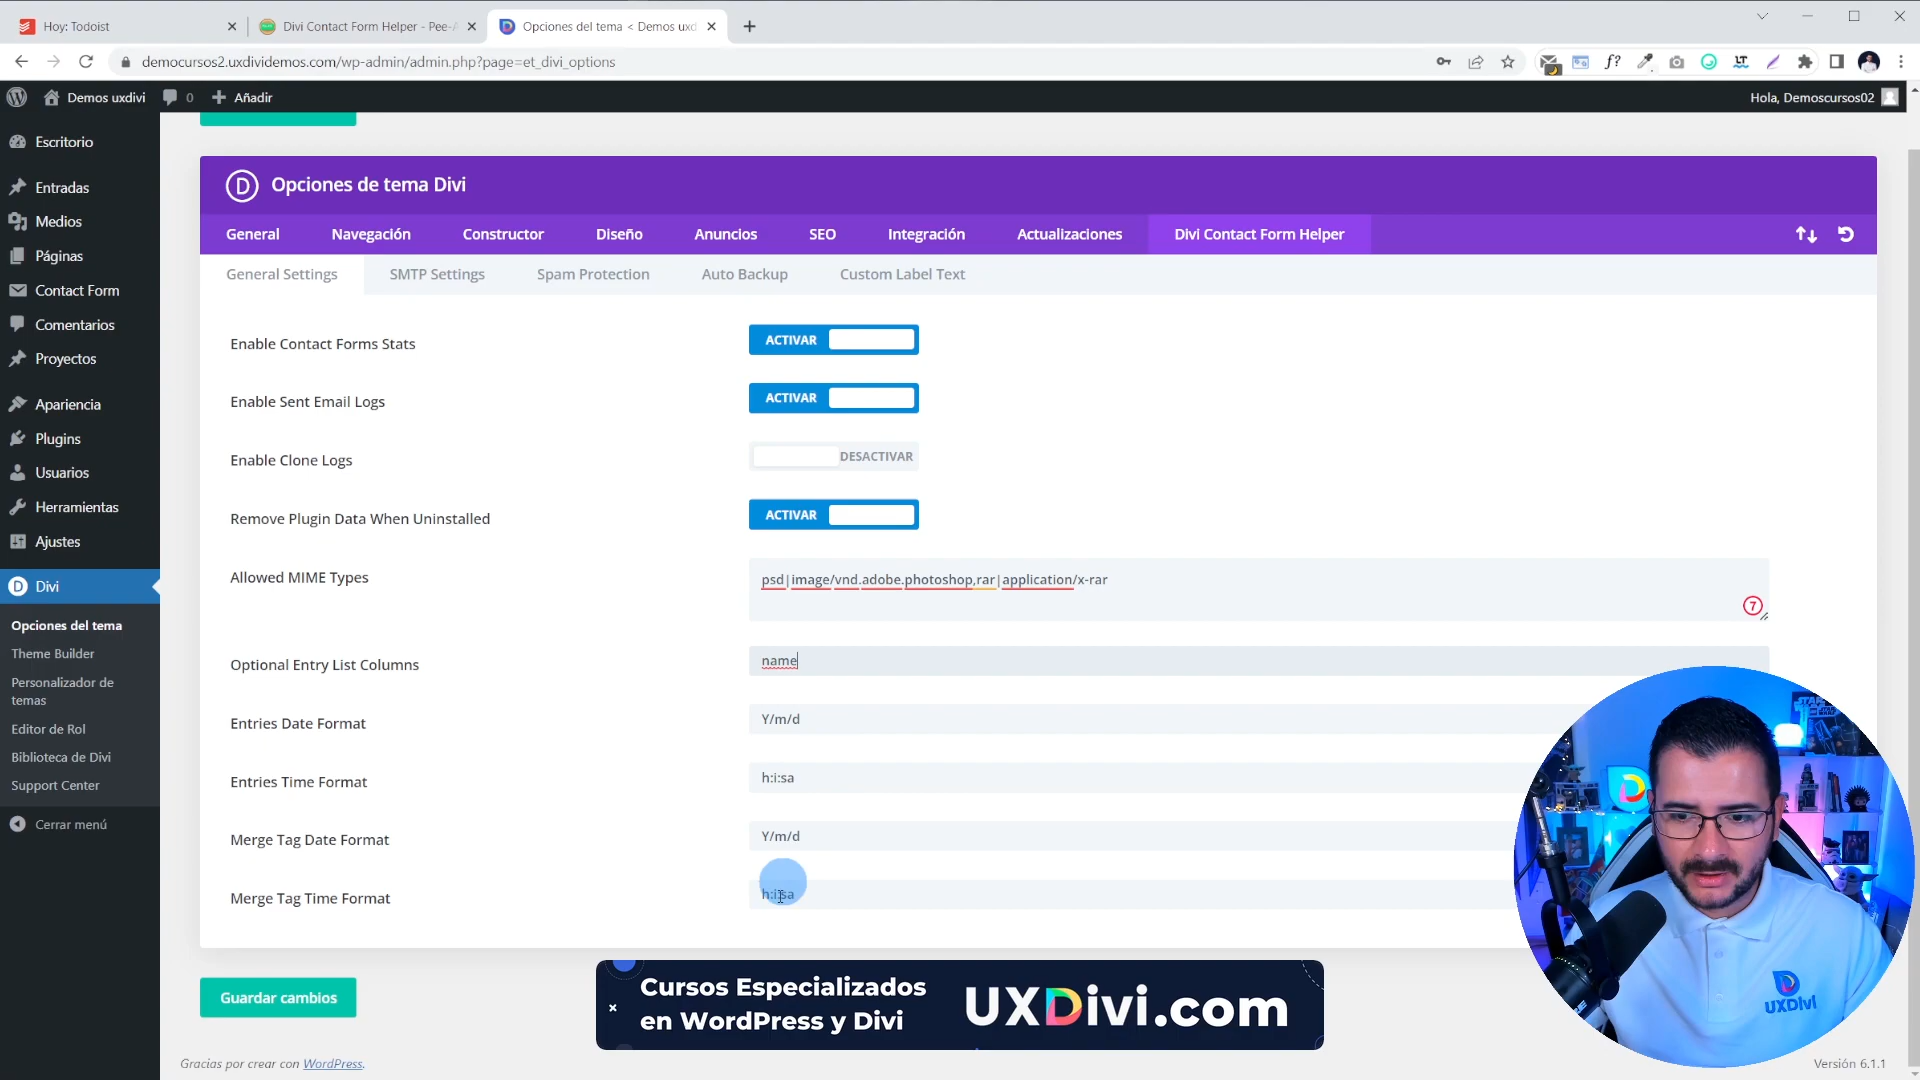 Hoy: Todoist
Divi Contact Form Helper - Pee-A
Opciones del tema < Demos uxd
democursos2.uxdividemos.com/wp-admin/admin.php?page=et_divi_options
Demos uxdivi
0
Añadir
Hola, Demoscursos02
Escritorio
Entradas
Medios
Páginas
Contact Form
Comentarios
Proyectos
Apariencia
Plugins
Usuarios
Herramientas
Ajustes
Divi
Opciones del tema
Theme Builder
Personalizador de
temas
Editor de Rol
Biblioteca de Divi
Support Center
Cerrar menú
Opciones de tema Divi
General
Navegación
Constructor
Diseño
Anuncios
SEO
Integración
Actualizaciones
Divi Contact Form Helper
General Settings
SMTP Settings
Spam Protection
Auto Backup
Custom Label Text
Enable Contact Forms Stats
ACTIVAR
Enable Sent Email Logs
ACTIVAR
Enable Clone Logs
DESACTIVAR
Remove Plugin Data When Uninstalled
ACTIVAR
Allowed MIME Types
psd|image/vnd.adobe.photoshop,rar|application/x-rar
7
Optional Entry List Columns
name
Entries Date Format
Y/m/d
Entries Time Format
h:i:sa
Merge Tag Date Format
Y/m/d
Merge Tag Time Format
h:i:sa
Guardar cambios
Cursos Especializados
en WordPress y Divi
UXDivi.com
UXDivi
Gracias por crear con WordPress.
Versión 6.1.1